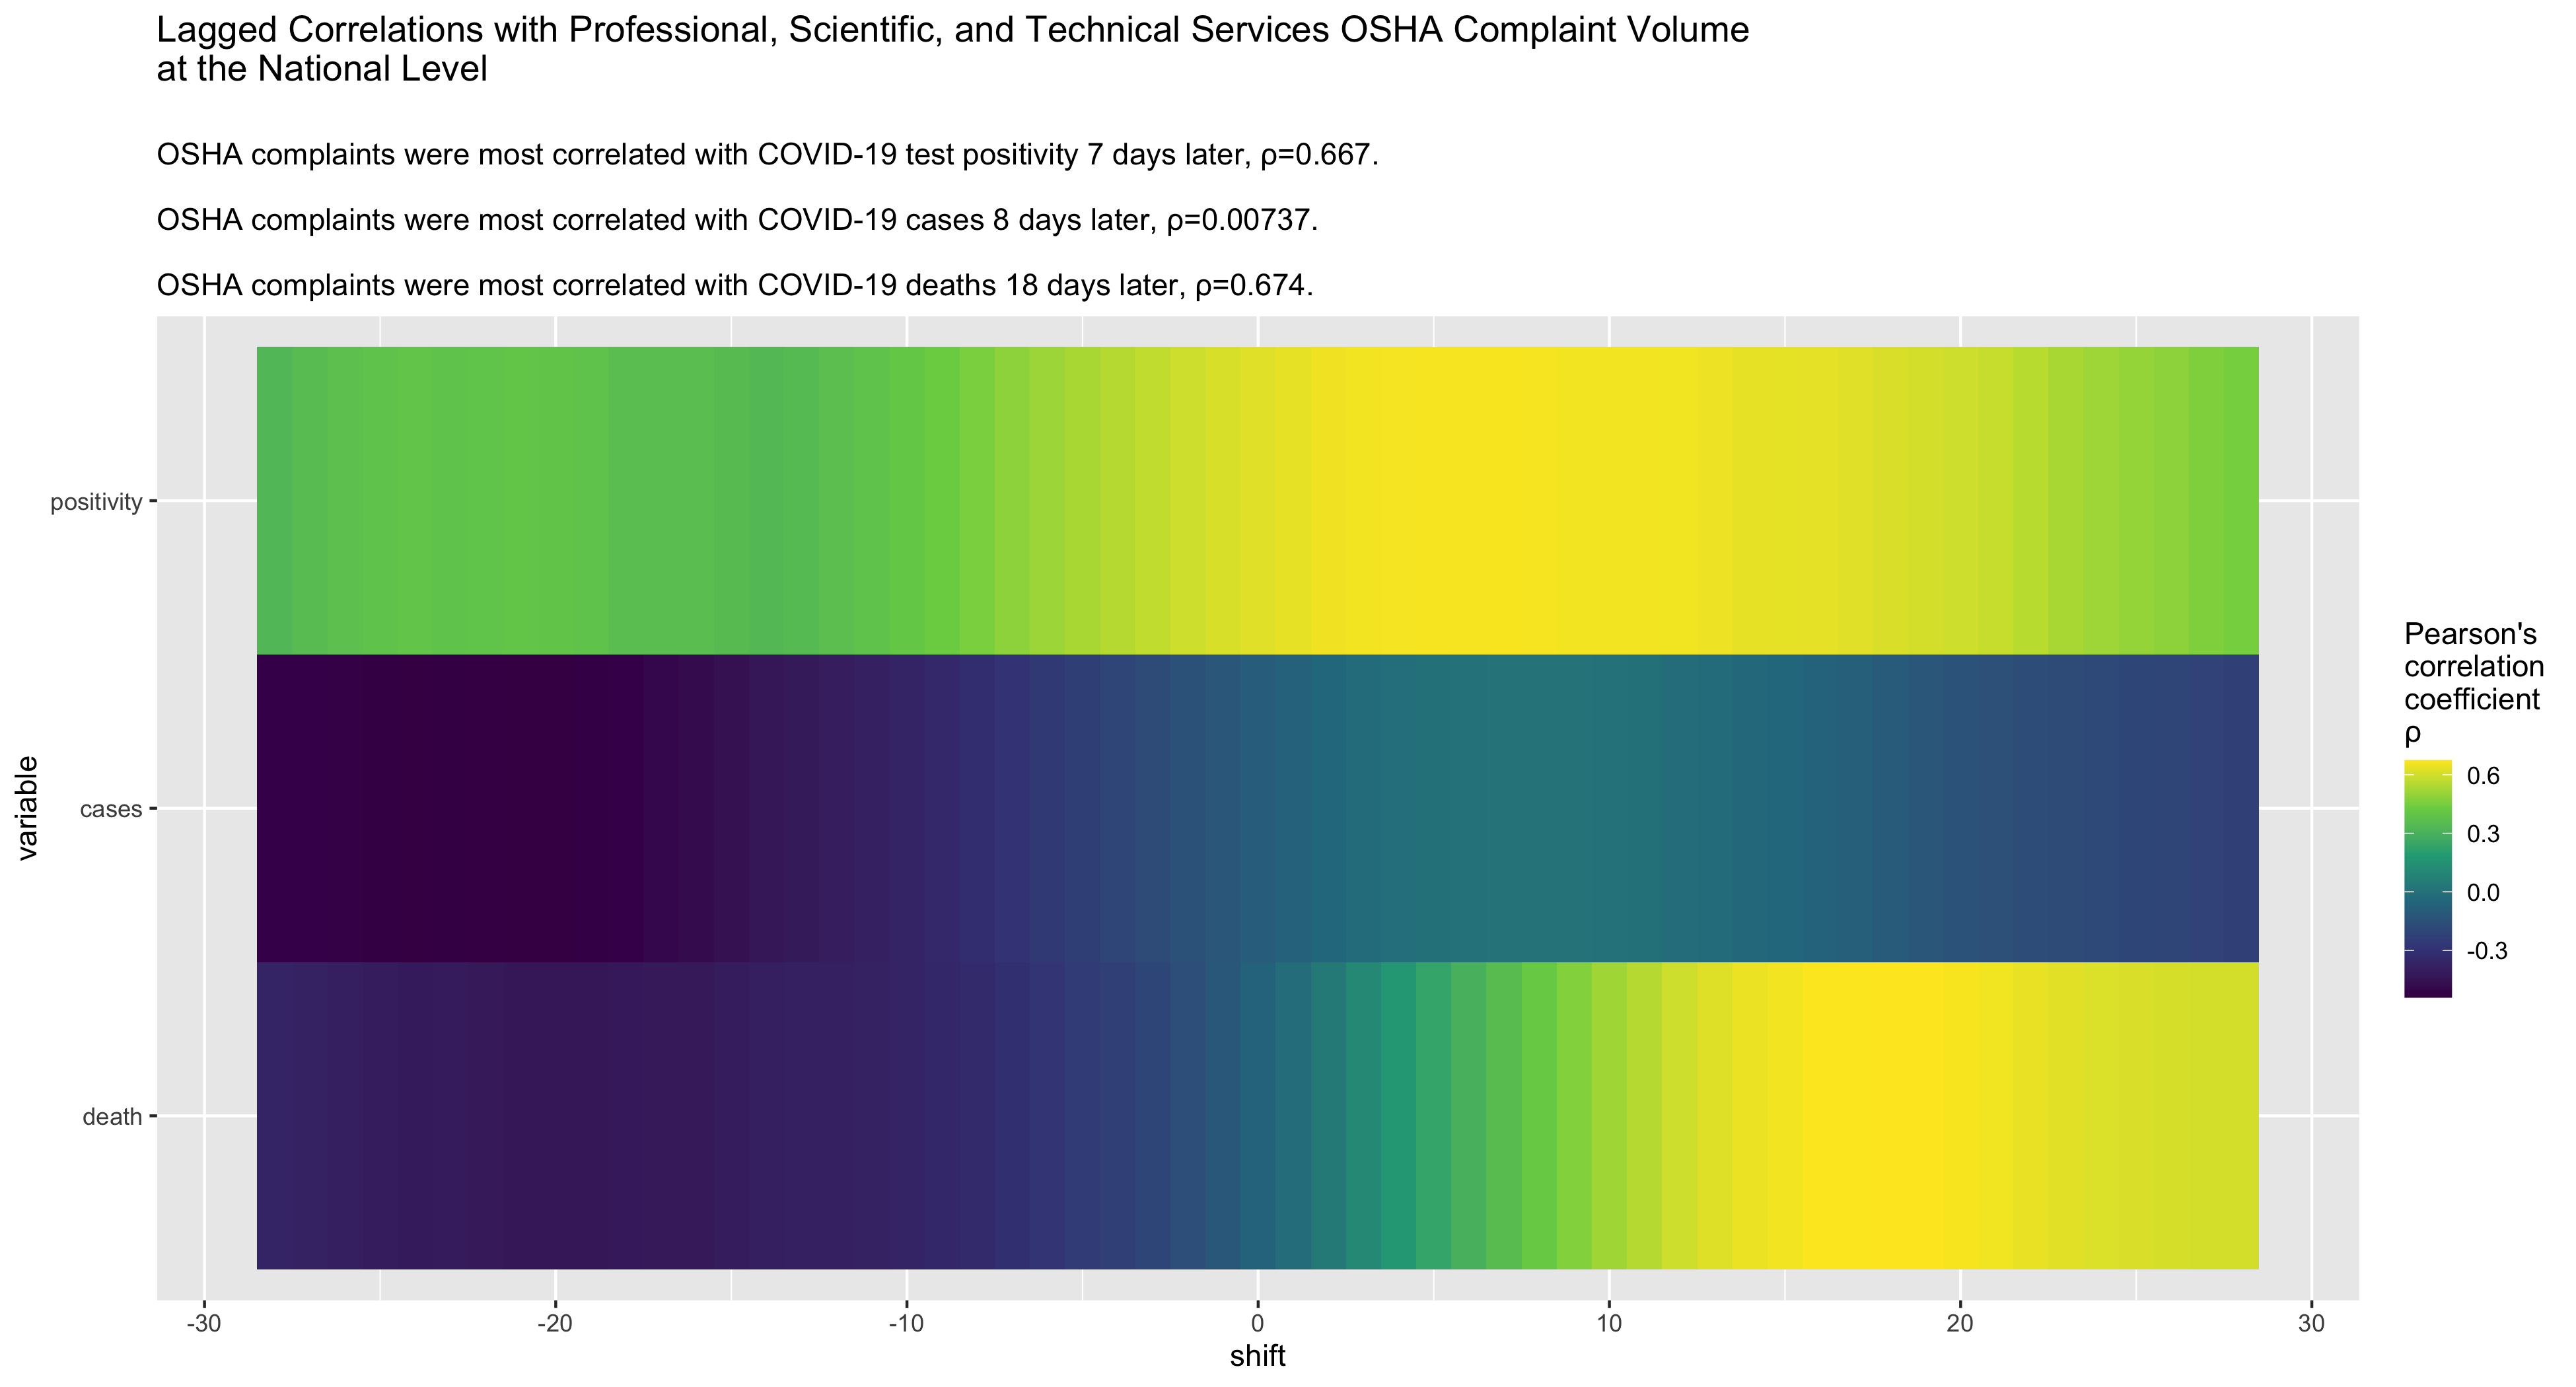 Lagged Correlations with Professional, Scientific, and Technical Services OSHA Complaint Volume
at the National Level
OSHA complaints were most correlated with COVID-19 test positivity 7 days later, ρ=0.667.
OSHA complaints were most correlated with COVID-19 cases 8 days later, ρ=0.00737.
OSHA complaints were most correlated with COVID-19 deaths 18 days later, ρ=0.674.
variable
positivity
cases
death
-30
-20
-10
0
10
20
30
shift
Pearson's
correlation
coefficient
ρ
0.6
0.3
0.0
-0.3